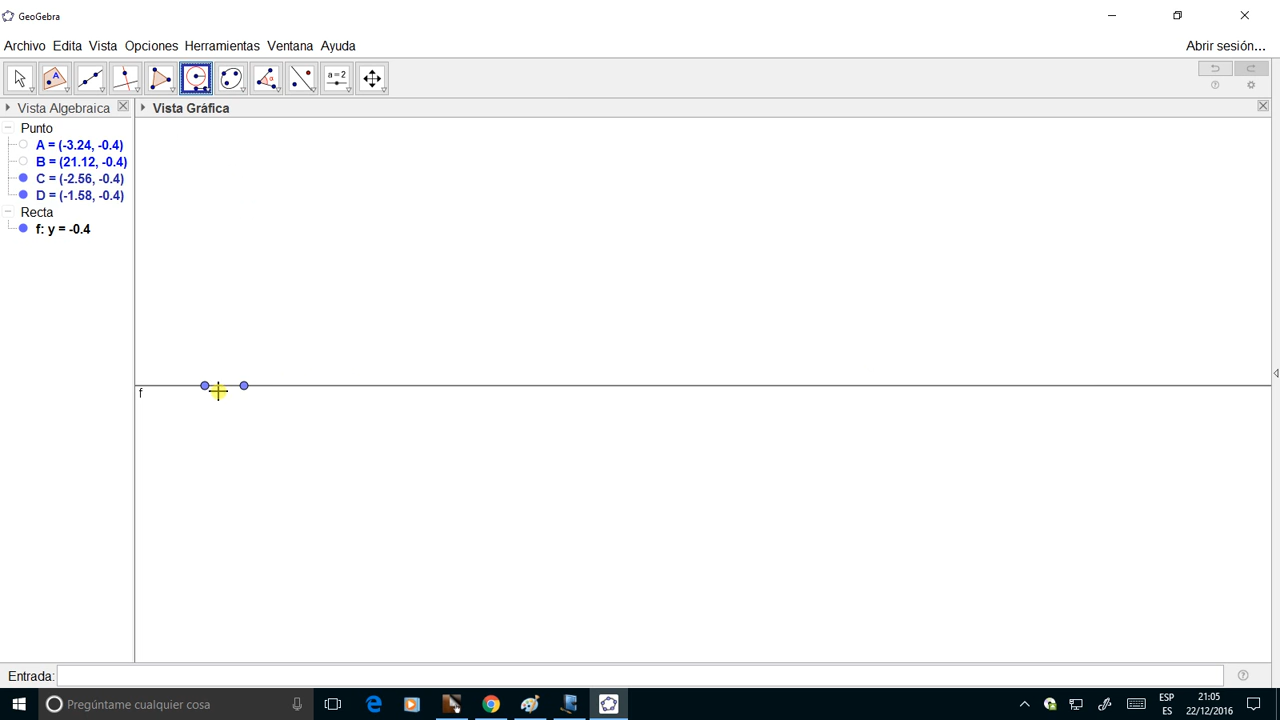 GeoGebra
Archivo Edita Vista Opciones Herramientas Ventana Ayuda
Abrir sesión...
A
a=2
Vista Algebraica
Vista Gráfica
Punto
A = (-3.24, -0.4)
B = (21.12, -0.4)
C = (-2.56, -0.4)
D = (-1.58, -0.4)
Recta
f: y = -0.4
f
Entrada:
Pregúntame cualquier cosa
ESP
ES
21:05
22/12/2016